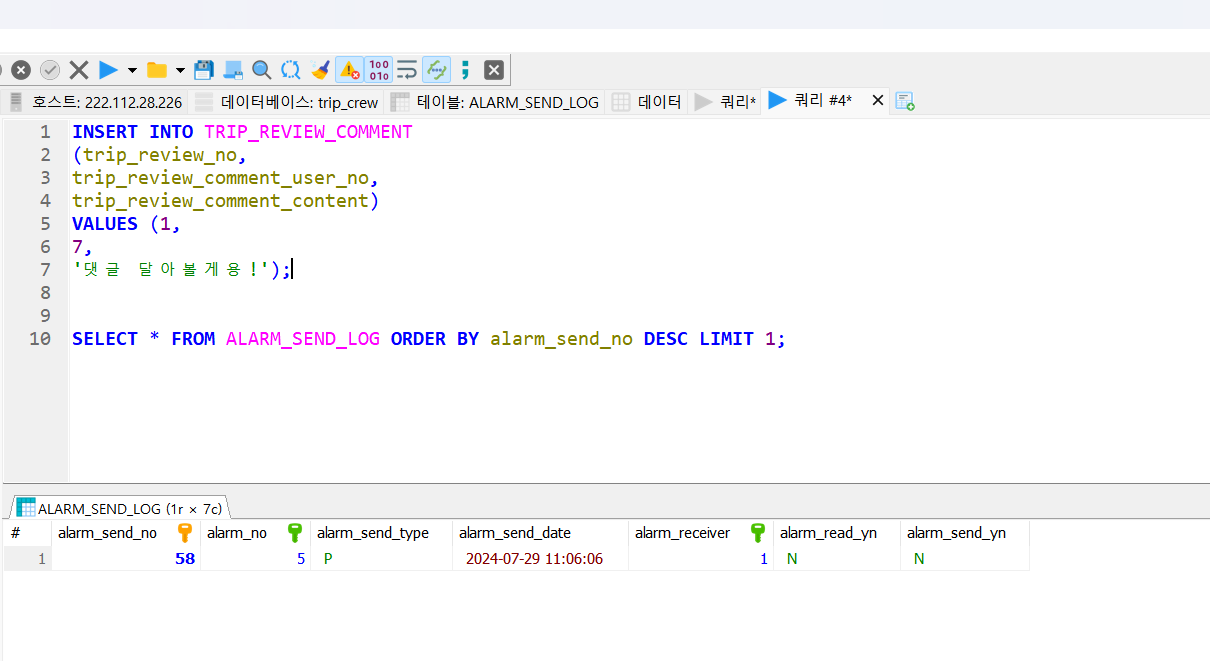 호스트: 222.112.28.226 데이터베이스: trip_crew 테이블: ALARM_SEND_LOG 데이터 쿼리* 쿼리 #4*
1 INSERT INTO TRIP_REVIEW_COMMENT
2 (trip_review_no,
3 trip_review_comment_user_no,
4 trip_review_comment_content)
5 VALUES (1,
6 7,
7 '댓글 달아볼게용!');
8
9
10 SELECT * FROM ALARM_SEND_LOG ORDER BY alarm_send_no DESC LIMIT 1;
ALARM_SEND_LOG (1r × 7c)
# alarm_send_no alarm_no alarm_send_type alarm_send_date alarm_receiver alarm_read_yn alarm_send_yn
1 58 5 P 2024-07-29 11:06:06 1 N N